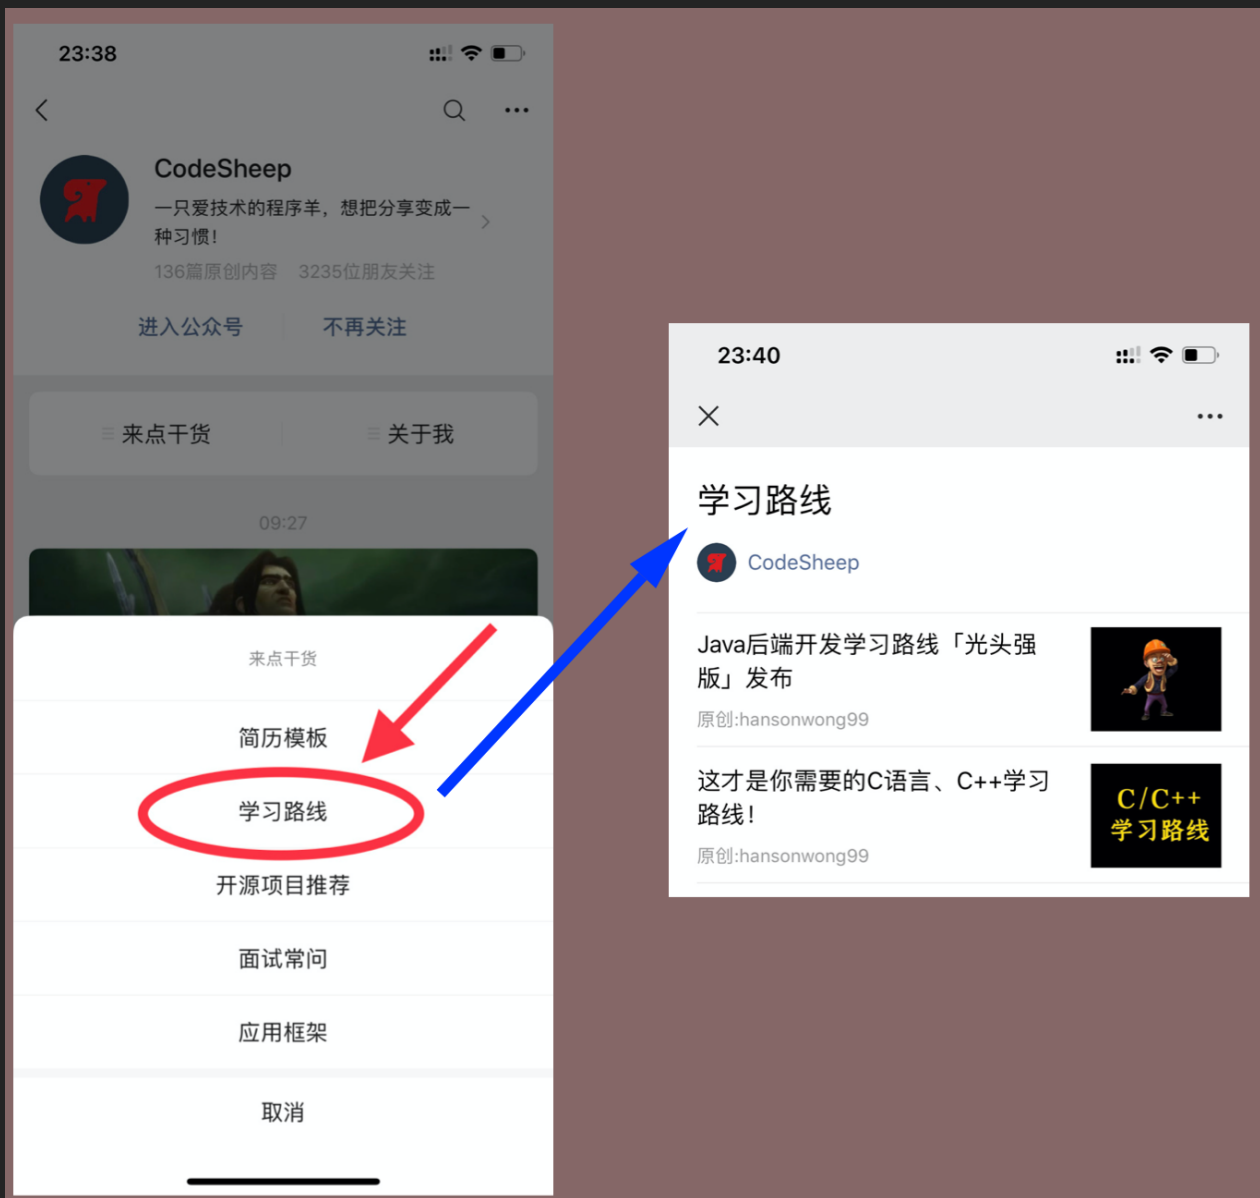 23:38
CodeSheep
一只爱技术的程序羊，想把分享变成一
种习惯！
136篇原创内容 3235位朋友关注
进入公众号 不再关注
来点干货 关于我
09:27
来点干货
简历模板
学习路线
开源项目推荐
面试常问
应用框架
取消
23:40
学习路线
CodeSheep
Java后端开发学习路线「光头强
版」发布
原创:hansonwong99
这才是你需要的C语言、C++学习
路线！
原创:hansonwong99
C/C++
学习路线